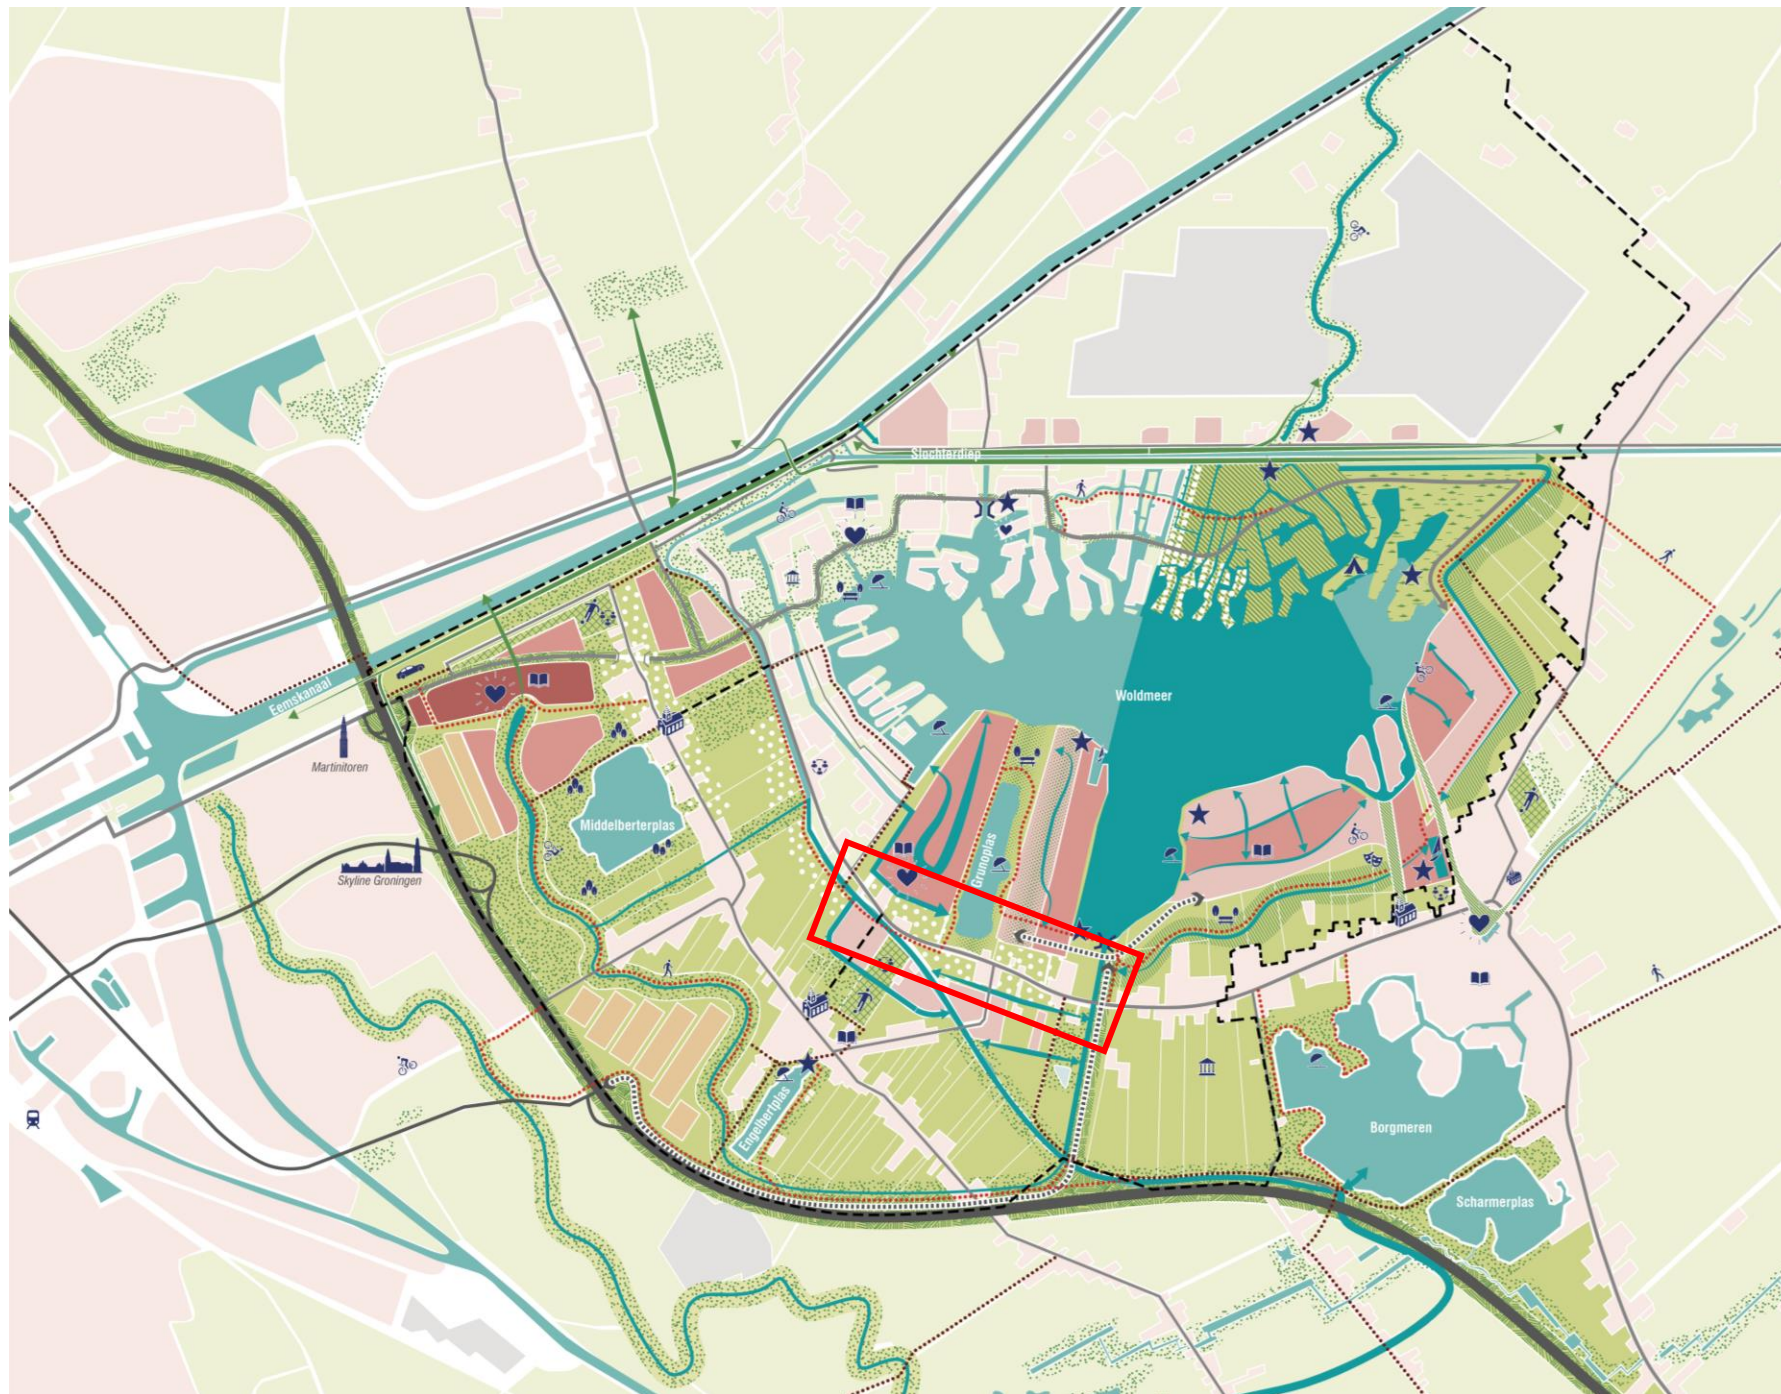 Slochterdiep
Eemskanaal
Woldmeer
Martinitoren
Middelberterplas
Grunoplas
Skyline Groningen
Engelbertplas
Borgmeren
Scharmerplas